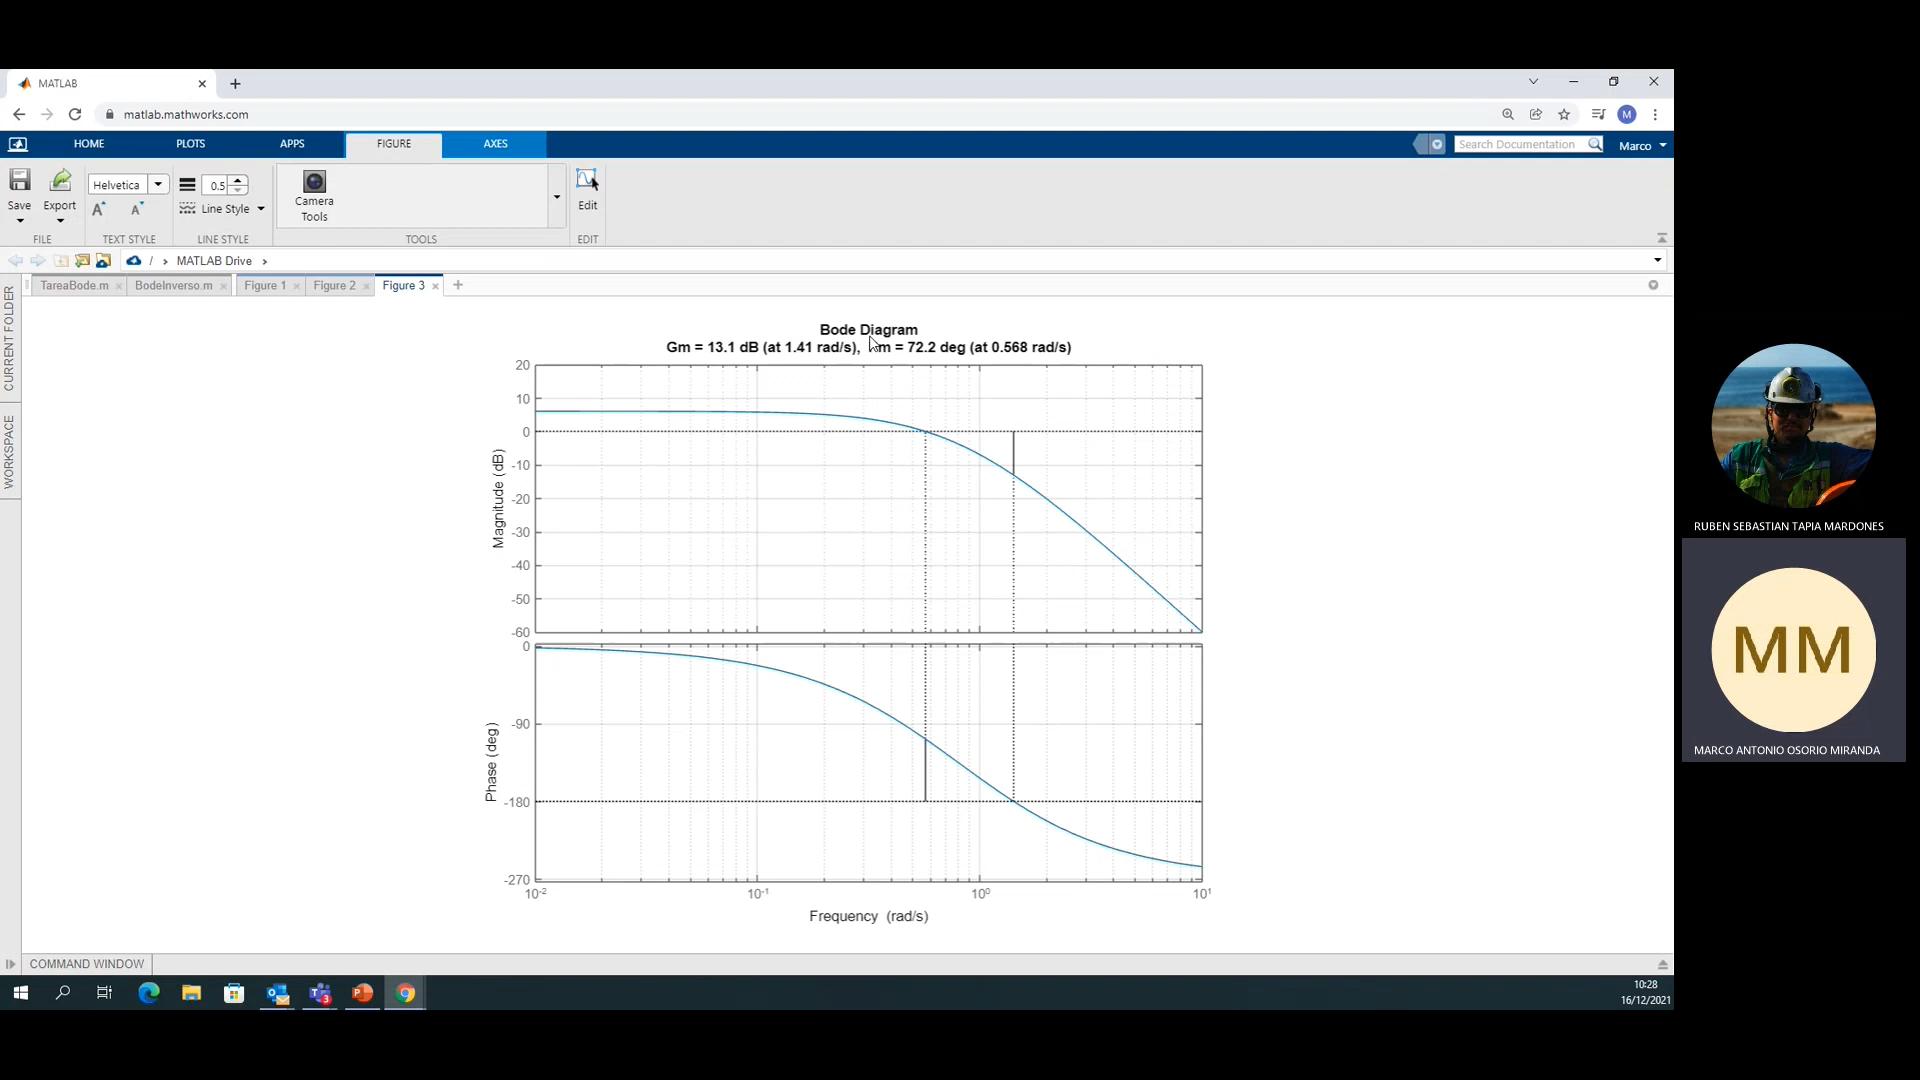 MATLAB
matlab.mathworks.com
M
HOME
PLOTS
APPS
FIGURE
AXES
Search Documentation
Marco
Save
Export
Helvetica
0.5
A A
Line Style
Camera
Tools
Edit
FILE
TEXT STYLE
LINE STYLE
TOOLS
EDIT
/ MATLAB Drive
TareaBode.m
BodeInverso.m
Figure 1
Figure 2
Figure 3
CURRENT FOLDER
WORKSPACE
Bode Diagram
Gm = 13.1 dB (at 1.41 rad/s), m = 72.2 deg (at 0.568 rad/s)
Magnitude (dB)
20
10
0
-10
-20
-30
-40
-50
-60
Phase (deg)
0
-90
-180
-270
10-2
10-1
100
101
Frequency (rad/s)
COMMAND WINDOW
3
10:28
16/12/2021
RUBEN SEBASTIAN TAPIA MARDONES
MM
MARCO ANTONIO OSORIO MIRANDA